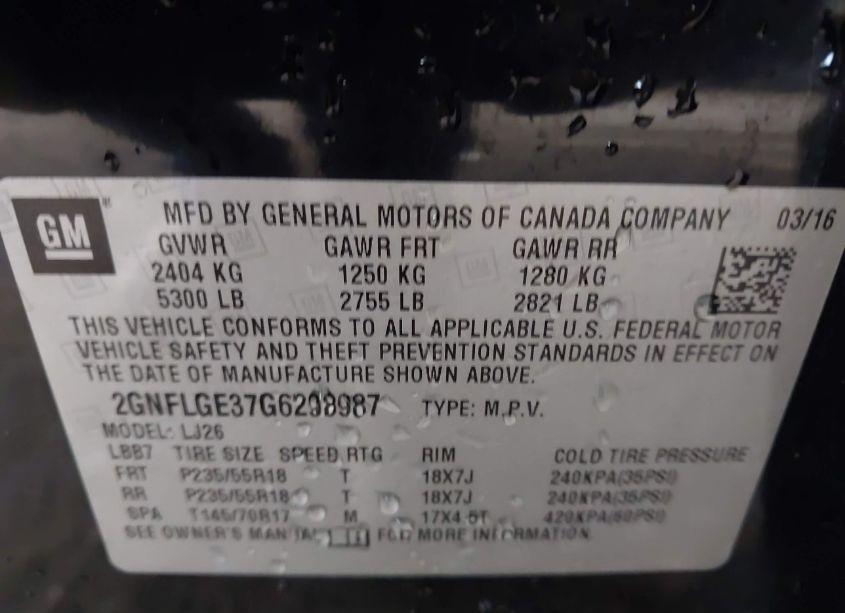 GM
MFD BY GENERAL MOTORS OF CANADA COMPANY 03/16
GVWR GAWR FRT GAWR RR
2404 KG 1250 KG 1280 KG
5300 LB 2755 LB 2821 LB
THIS VEHICLE CONFORMS TO ALL APPLICABLE U.S. FEDERAL MOTOR
VEHICLE SAFETY AND THEFT PREVENTION STANDARDS IN EFFECT ON
THE DATE OF MANUFACTURE SHOWN ABOVE.
2GNFLGE37G6298987 TYPE: M.P.V.
MODEL: LJ26
LBB7 TIRE SIZE SPEED RTG RIM COLD TIRE PRESSURE
FRT P235/55R18 T 18X7J 240KPA(35PSI)
RR P235/55R18 T 18X7J 240KPA(35PSI)
SPA T145/70R17 M 17X4.5T 420KPA(60PSI)
SEE OWNER'S MANUAL FOR MORE INFORMATION